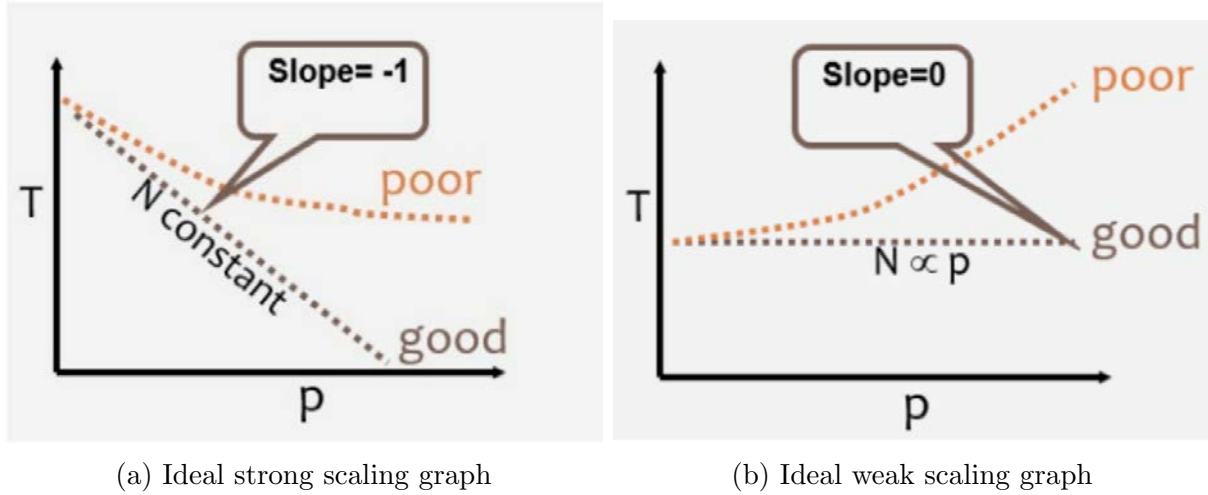 Slope= -1
poor
T
N constant
good
p
(a) Ideal strong scaling graph
Slope=0
poor
T
good
N ∝ p
p
(b) Ideal weak scaling graph